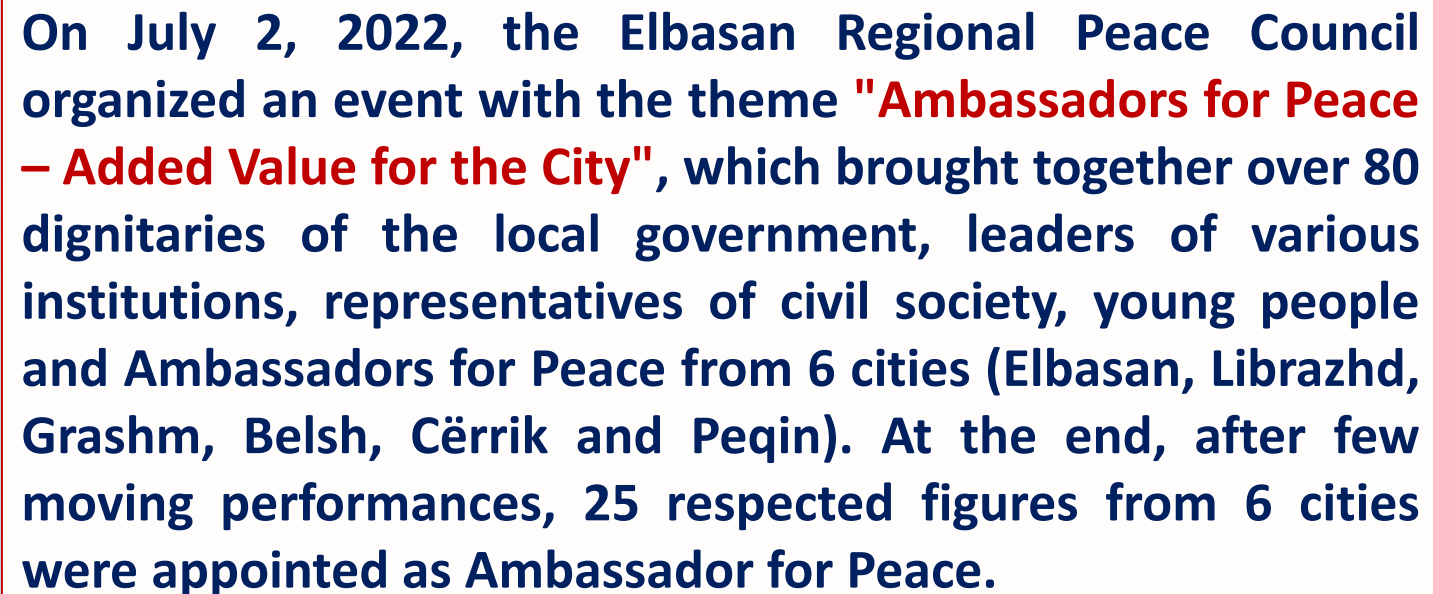 On July 2, 2022, the Elbasan Regional Peace Council
organized an event with the theme "Ambassadors for Peace
– Added Value for the City", which brought together over 80
dignitaries of the local government, leaders of various
institutions, representatives of civil society, young people
and Ambassadors for Peace from 6 cities (Elbasan, Librazhd,
Grashm, Belsh, Cërrik and Peqin). At the end, after few
moving performances, 25 respected figures from 6 cities
were appointed as Ambassador for Peace.